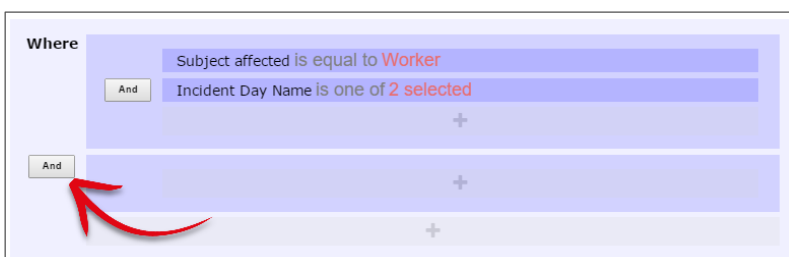 Where
Subject affected is equal to Worker
And
Incident Day Name is one of 2 selected
+
And
+
+